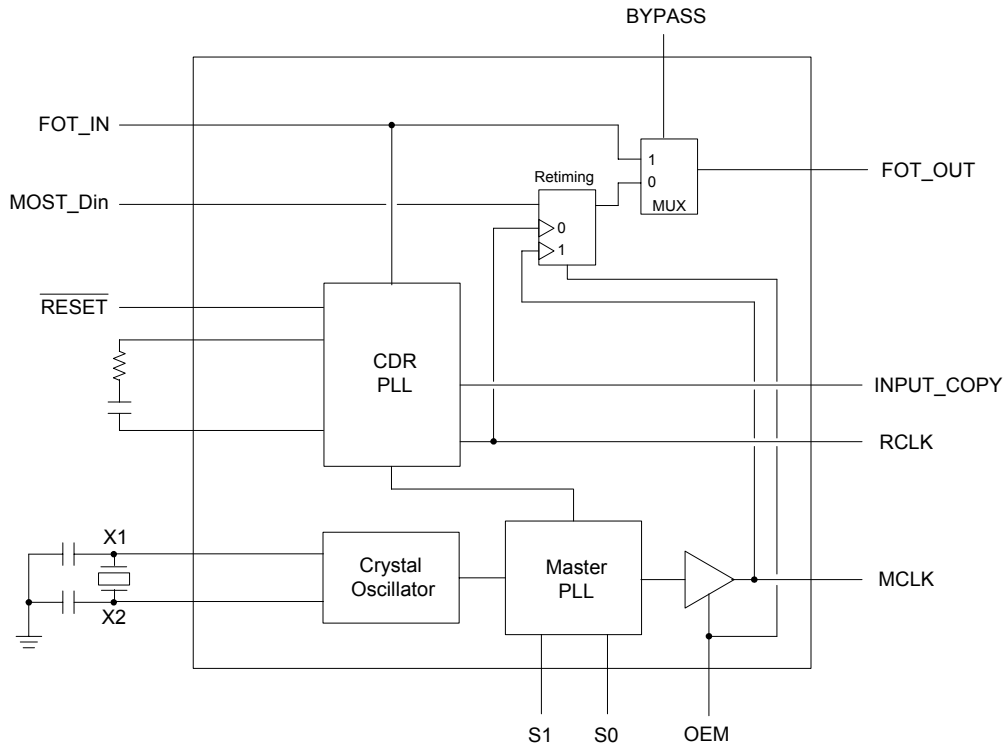 BYPASS
FOT_IN
1
0
MUX
FOT_OUT
Retiming
MOST_Din
0
1
RESET
CDR
PLL
INPUT_COPY
RCLK
X1
X2
Crystal
Oscillator
Master
PLL
MCLK
S1
S0
OEM